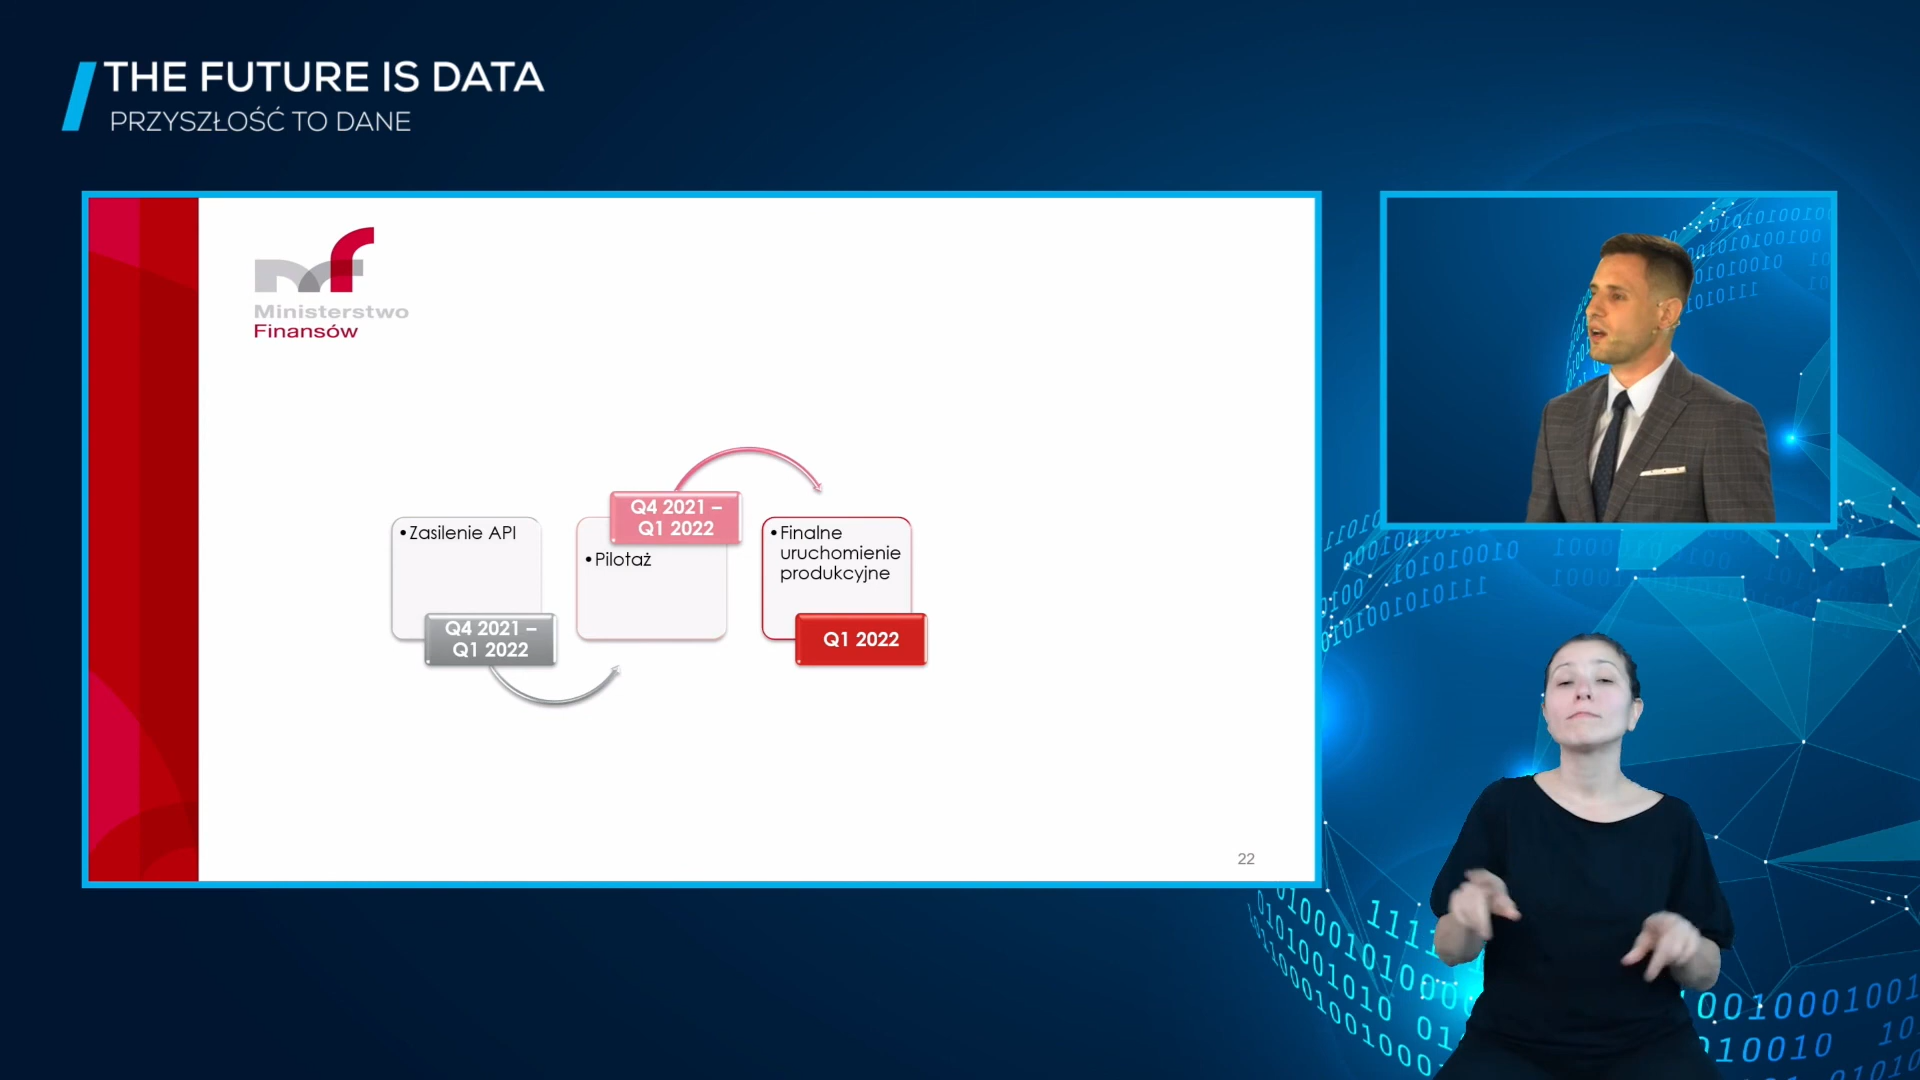 THE FUTURE IS DATA
PRZYSZŁOŚĆ TO DANE
Ministerstwo
Finansów
•Zasilenie API
Q4 2021 –
Q1 2022
Q4 2021 –
Q1 2022
•Pilotaż
•Finalne
uruchomienie
produkcyjne
Q1 2022
22